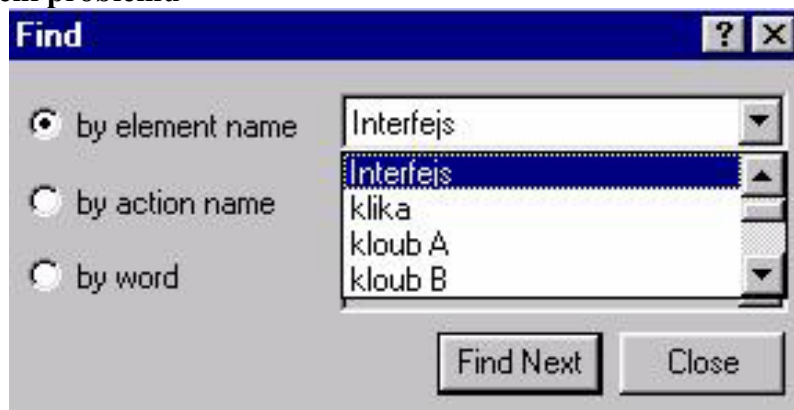 Find
by element name
Interfejs
Interfejs
by action name
klika
kloub A
by word
kloub B
Find Next
Close